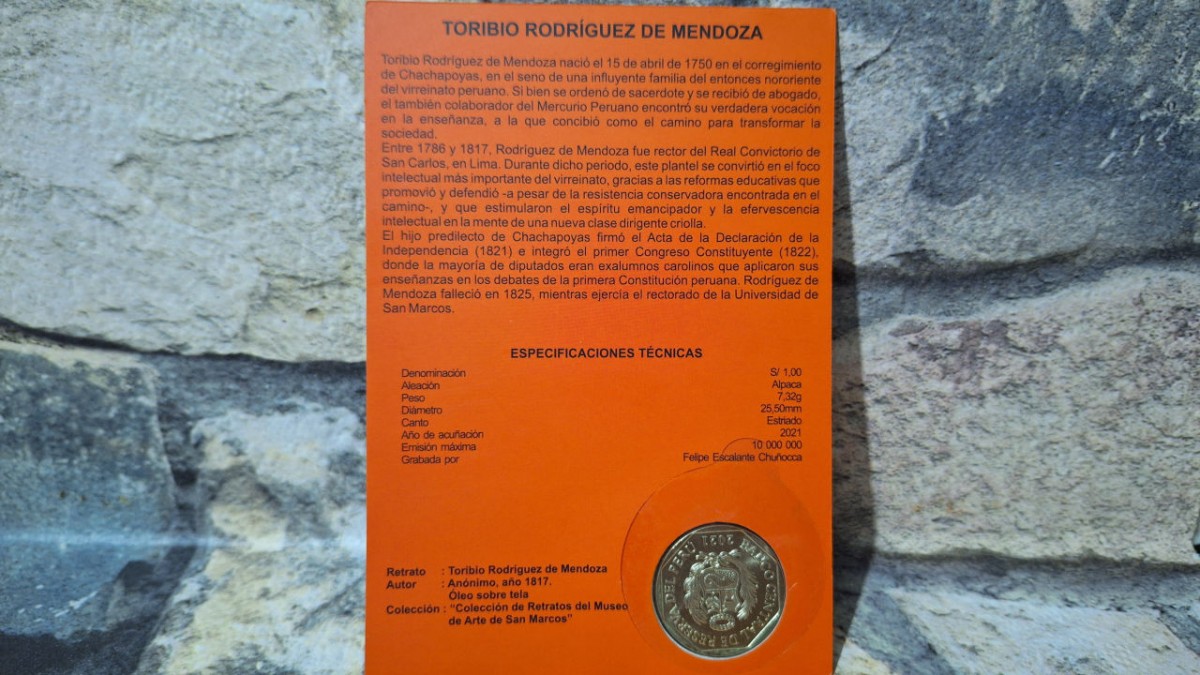 TORIBIO RODRÍGUEZ DE MENDOZA
Toribio Rodríguez de Mendoza nació el 15 de abril de 1750 en el corregimiento
de Chachapoyas, en el seno de una influyente familia del entonces nororiente
del virreinato peruano. Si bien se ordenó de sacerdote y se recibió de abogado,
el también colaborador del Mercurio Peruano encontró su verdadera vocación
en la enseñanza, a la que concibió como el camino para transformar la
sociedad.
Entre 1786 y 1817, Rodríguez de Mendoza fue rector del Real Convictorio de
San Carlos, en Lima. Durante dicho periodo, este plantel se convirtió en el foco
intelectual más importante del virreinato, gracias a las reformas educativas que
promovió y defendió -a pesar de la resistencia conservadora encontrada en el
camino-, y que estimularon el espíritu emancipador y la efervescencia
intelectual en la mente de una nueva clase dirigente criolla.
El hijo predilecto de Chachapoyas firmó el Acta de la Declaración de la
Independencia (1821) e integró el primer Congreso Constituyente (1822),
donde la mayoría de diputados eran exalumnos carolinos que aplicaron sus
enseñanzas en los debates de la primera Constitución peruana. Rodríguez de
Mendoza falleció en 1825, mientras ejercía el rectorado de la Universidad de
San Marcos.
ESPECIFICACIONES TÉCNICAS
Denominación S/ 1,00
Aleación Alpaca
Peso 7,32g
Diámetro 25,50mm
Canto Estriado
Año de acuñación 2021
Emisión máxima 10 000 000
Grabada por Felipe Escalante Chuñocca
Retrato : Toribio Rodríguez de Mendoza
Autor : Anónimo, año 1817.
Óleo sobre tela
Colección : "Colección de Retratos del Museo
de Arte de San Marcos"
BANCO CENTRAL DE RESERVA DEL PERÚ 2021